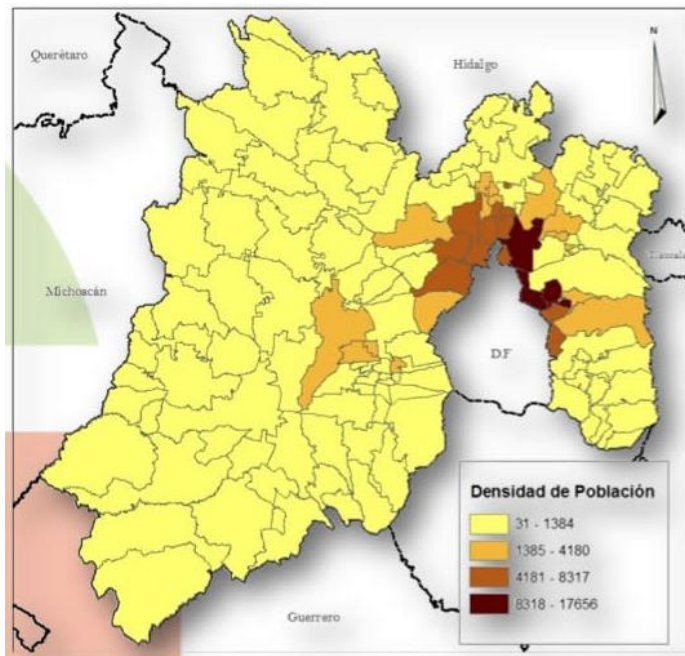 Querétaro
Hidalgo
N
Michoacán
D.F
Guerrero
Densidad de Población
31 - 1384
1385 - 4180
4181 - 8317
8318 - 17656